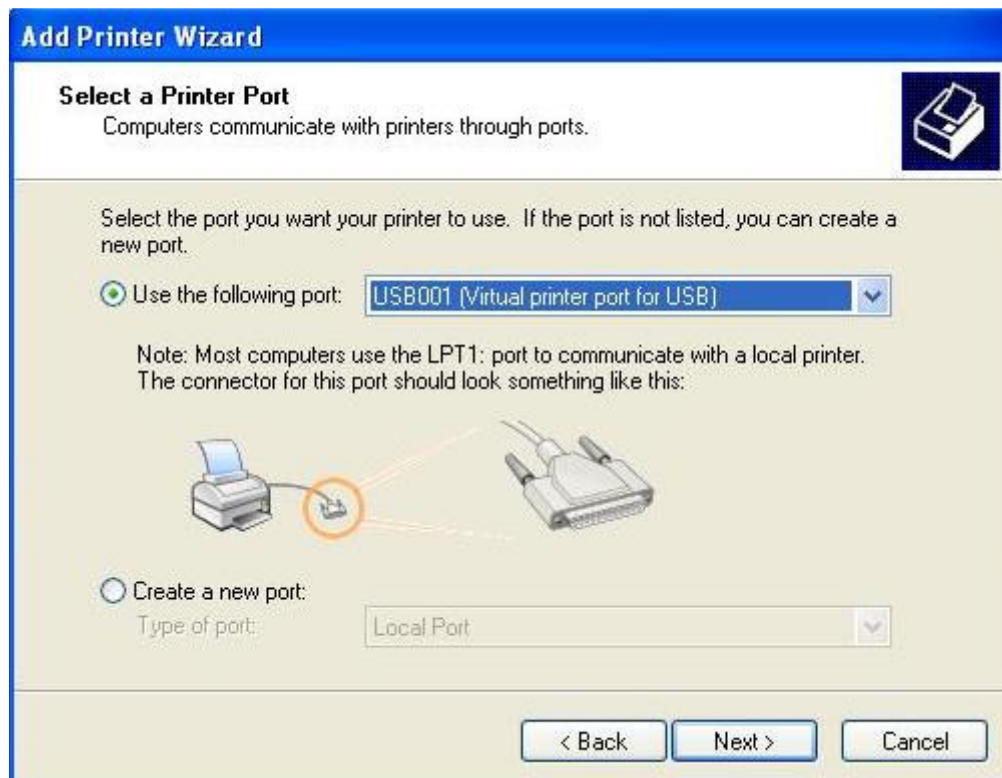 Add Printer Wizard
Select a Printer Port
Computers communicate with printers through ports.
Select the port you want your printer to use.  If the port is not listed, you can create a
new port.
Use the following port: USB001 (Virtual printer port for USB)
Note: Most computers use the LPT1: port to communicate with a local printer.
The connector for this port should look something like this:
Create a new port:
Type of port: Local Port
< Back Next > Cancel